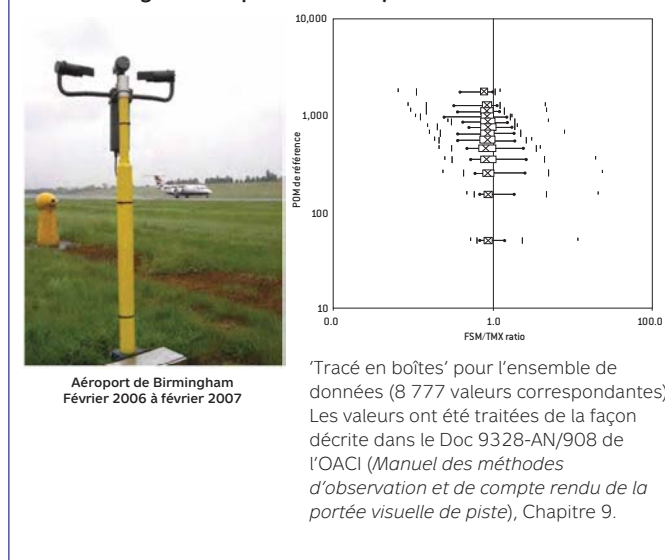 10,000
1,000
100
10
POM de référence
0.0
1.0
100.0
FSM/TMX ratio
Aéroport de Birmingham
Février 2006 à février 2007
‘Tracé en boîtes’ pour l’ensemble de
données (8 777 valeurs correspondantes)
Les valeurs ont été traitées de la façon
décrite dans le Doc 9328-AN/908 de
l’OACI (Manuel des méthodes
d’observation et de compte rendu de la
portée visuelle de piste), Chapitre 9.